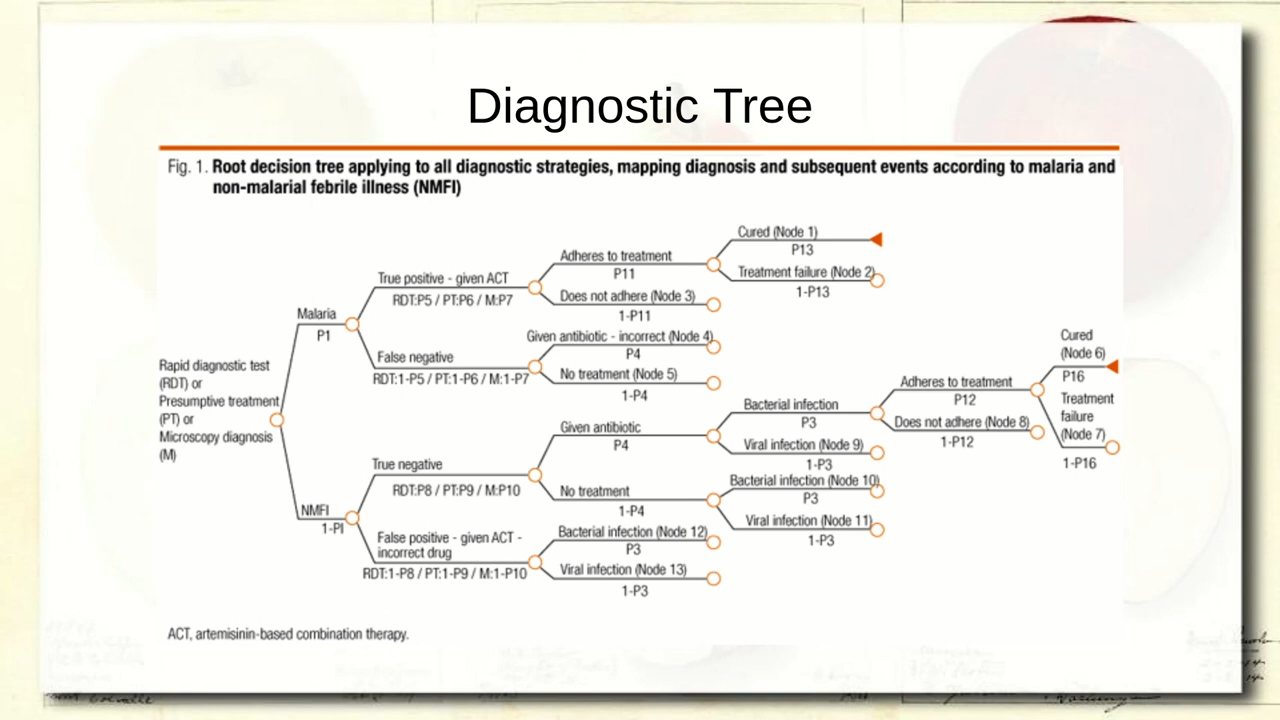 Diagnostic Tree
Fig. 1. Root decision tree applying to all diagnostic strategies, mapping diagnosis and subsequent events according to malaria and
non-malarial febrile illness (NMFI)
Rapid diagnostic test
(RDT) or
Presumptive treatment
(PT) or
Microscopy diagnosis
(M)
Malaria
P1
True positive - given ACT
RDT:P5 / PT:P6 / M:P7
Adheres to treatment
P11
Cured (Node 1)
P13
Treatment failure (Node 2)
1-P13
Does not adhere (Node 3)
1-P11
False negative
RDT:1-P5 / PT:1-P6 / M:1-P7
Given antibiotic - incorrect (Node 4)
P4
No treatment (Node 5)
1-P4
NMFI
1-PI
True negative
RDT:P8 / PT:P9 / M:P10
Given antibiotic
P4
Bacterial infection
P3
Adheres to treatment
P12
Cured
(Node 6)
P16
Treatment
failure
(Node 7)
1-P16
Does not adhere (Node 8)
1-P12
Viral infection (Node 9)
1-P3
No treatment
1-P4
Bacterial infection (Node 10)
P3
Viral infection (Node 11)
1-P3
False positive - given ACT -
incorrect drug
RDT:1-P8 / PT:1-P9 / M:1-P10
Bacterial infection (Node 12)
P3
Viral infection (Node 13)
1-P3
ACT, artemisinin-based combination therapy.